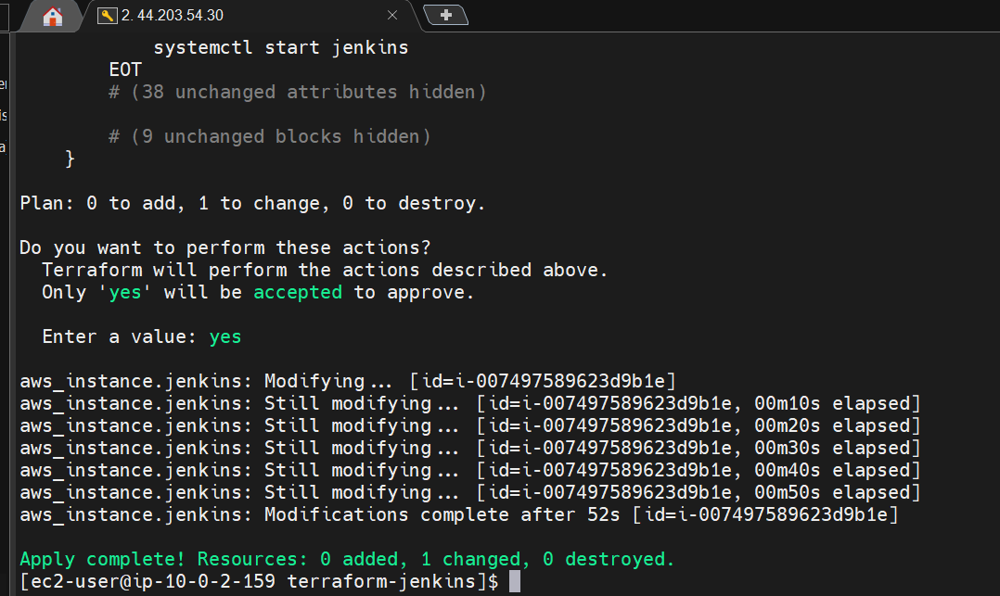 2. 44.203.54.30
systemctl start jenkins
EOT
# (38 unchanged attributes hidden)
# (9 unchanged blocks hidden)
}
Plan: 0 to add, 1 to change, 0 to destroy.
Do you want to perform these actions?
Terraform will perform the actions described above.
Only 'yes' will be accepted to approve.
Enter a value: yes
aws_instance.jenkins: Modifying... [id=i-007497589623d9b1e]
aws_instance.jenkins: Still modifying... [id=i-007497589623d9b1e, 00m10s elapsed]
aws_instance.jenkins: Still modifying... [id=i-007497589623d9b1e, 00m20s elapsed]
aws_instance.jenkins: Still modifying... [id=i-007497589623d9b1e, 00m30s elapsed]
aws_instance.jenkins: Still modifying... [id=i-007497589623d9b1e, 00m40s elapsed]
aws_instance.jenkins: Still modifying... [id=i-007497589623d9b1e, 00m50s elapsed]
aws_instance.jenkins: Modifications complete after 52s [id=i-007497589623d9b1e]
Apply complete! Resources: 0 added, 1 changed, 0 destroyed.
[ec2-user@ip-10-0-2-159 terraform-jenkins]$